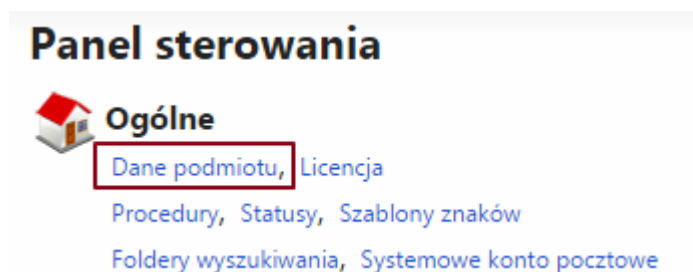 Panel sterowania
Ogólne
Dane podmiotu, Licencja
Procedury, Statusy, Szablony znaków
Foldery wyszukiwania, Systemowe konto pocztowe